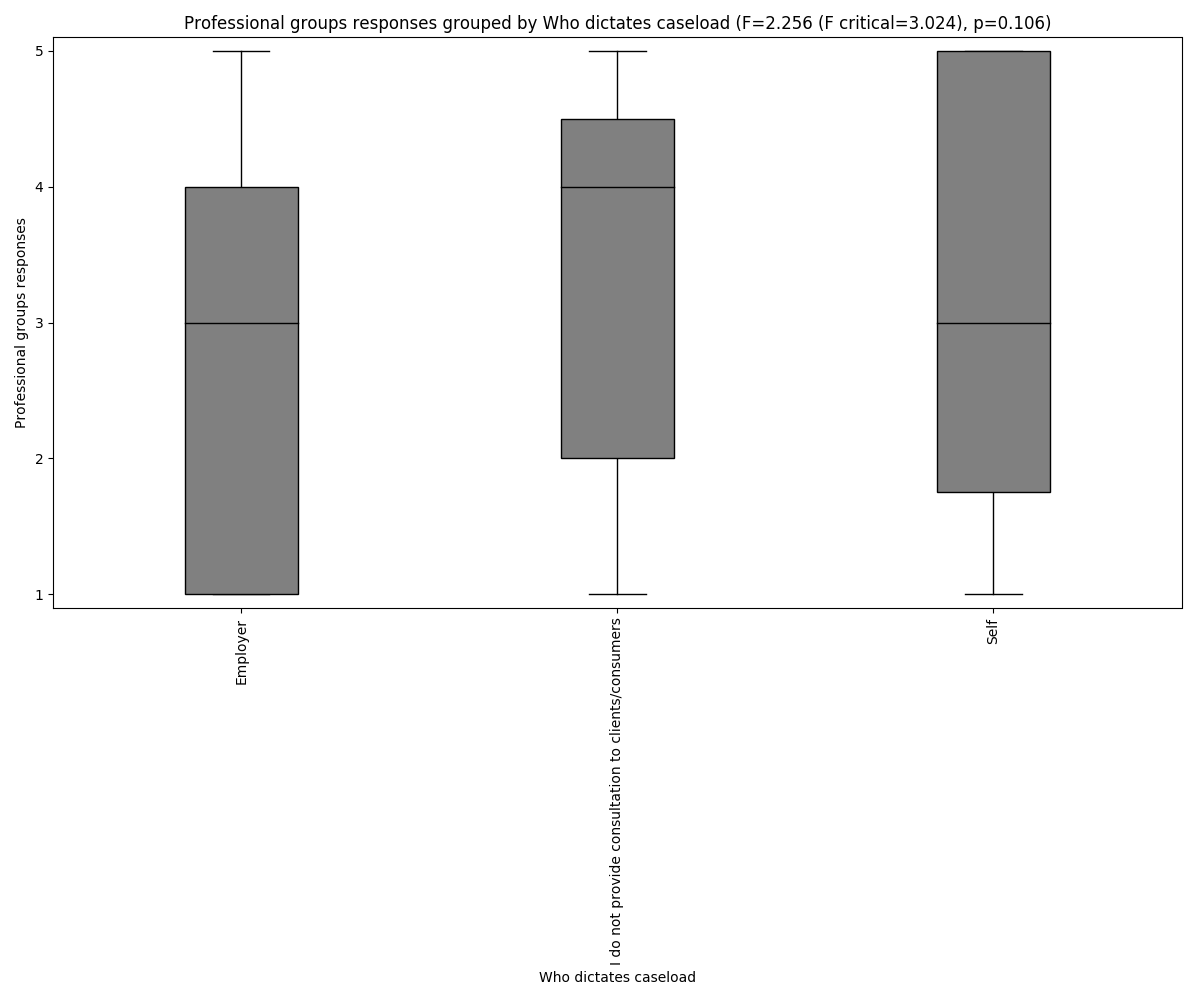 Professional groups responses grouped by Who dictates caseload (F=2.256 (F critical=3.024), p=0.106)
Professional groups responses
5
4
3
2
1
Employer
I do not provide consultation to clients/consumers
Self
Who dictates caseload